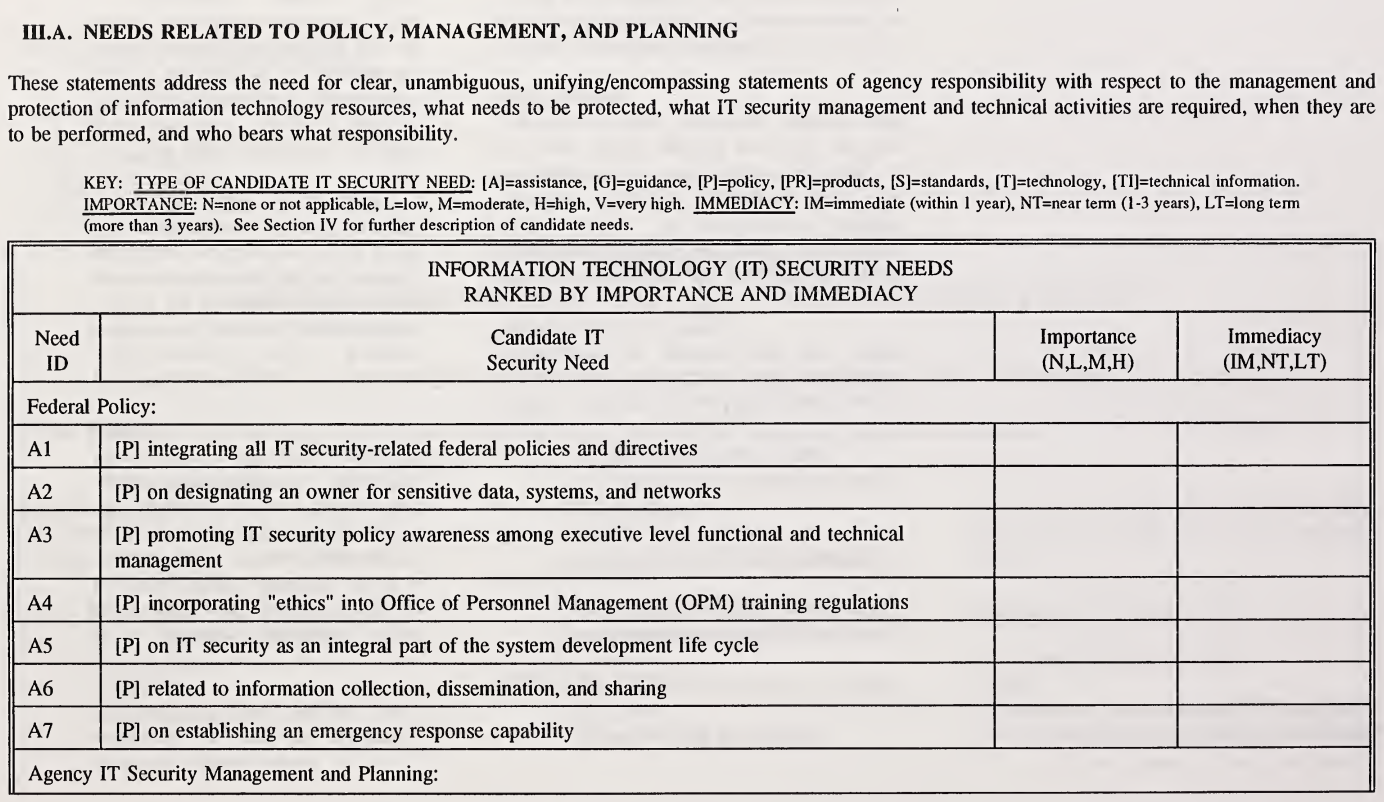 III.A. NEEDS RELATED TO POLICY, MANAGEMENT, AND PLANNING
These statements address the need for clear, unambiguous, unifying/encompassing statements of agency responsibility with respect to the management and
protection of information technology resources, what needs to be protected, what IT security management and technical activities are required, when they are
to be performed, and who bears what responsibility.
KEY: TYPE OF CANDIDATE IT SECURITY NEED: [A]=assistance, [G]=guidance, [P]=policy, [PR]=products, [S]=standards, [T]=technology, [TI]=technical information.
IMPORTANCE: N=none or not applicable, L=low, M=moderate, H=high, V=very high. IMMEDIACY: IM=immediate (within 1 year), NT=near term (1-3 years), LT=long term
(more than 3 years). See Section IV for further description of candidate needs.
INFORMATION TECHNOLOGY (IT) SECURITY NEEDS
RANKED BY IMPORTANCE AND IMMEDIACY
Need Candidate IT Importance Immediacy
ID Security Need (N,L,M,H) (IM,NT,LT)
Federal Policy:
A1 [P] integrating all IT security-related federal policies and directives
A2 [P] on designating an owner for sensitive data, systems, and networks
A3 [P] promoting IT security policy awareness among executive level functional and technical
management
A4 [P] incorporating "ethics" into Office of Personnel Management (OPM) training regulations
A5 [P] on IT security as an integral part of the system development life cycle
A6 [P] related to information collection, dissemination, and sharing
A7 [P] on establishing an emergency response capability
Agency IT Security Management and Planning: